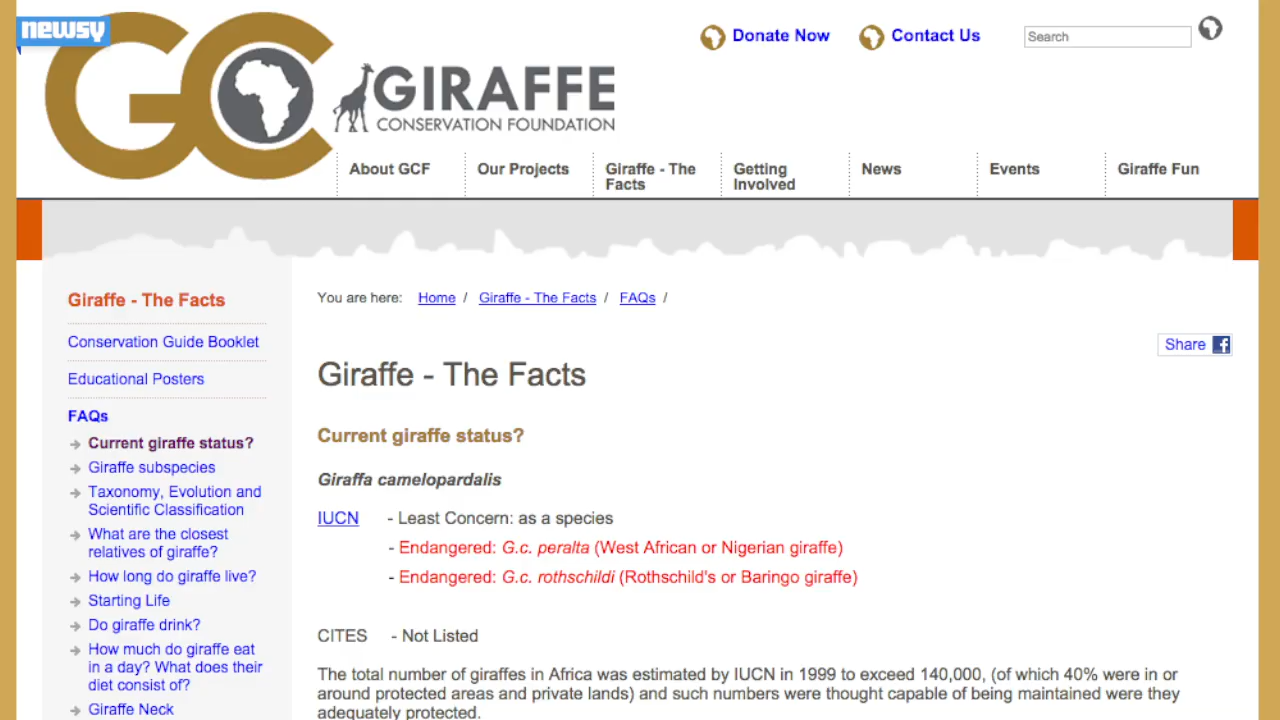 newsy
GC
GIRAFFE
CONSERVATION FOUNDATION
Donate Now
Contact Us
Search
About GCF
Our Projects
Giraffe - The
Facts
Getting
Involved
News
Events
Giraffe Fun
Giraffe - The Facts
Conservation Guide Booklet
Educational Posters
FAQs
Current giraffe status?
Giraffe subspecies
Taxonomy, Evolution and
Scientific Classification
What are the closest
relatives of giraffe?
How long do giraffe live?
Starting Life
Do giraffe drink?
How much do giraffe eat
in a day? What does their
diet consist of?
Giraffe Neck
You are here: Home / Giraffe - The Facts / FAQs /
Share f
Giraffe - The Facts
Current giraffe status?
Giraffa camelopardalis
IUCN - Least Concern: as a species
- Endangered: G.c. peralta (West African or Nigerian giraffe)
- Endangered: G.c. rothschildi (Rothschild's or Baringo giraffe)
CITES - Not Listed
The total number of giraffes in Africa was estimated by IUCN in 1999 to exceed 140,000, (of which 40% were in or
around protected areas and private lands) and such numbers were thought capable of being maintained were they
adequately protected.